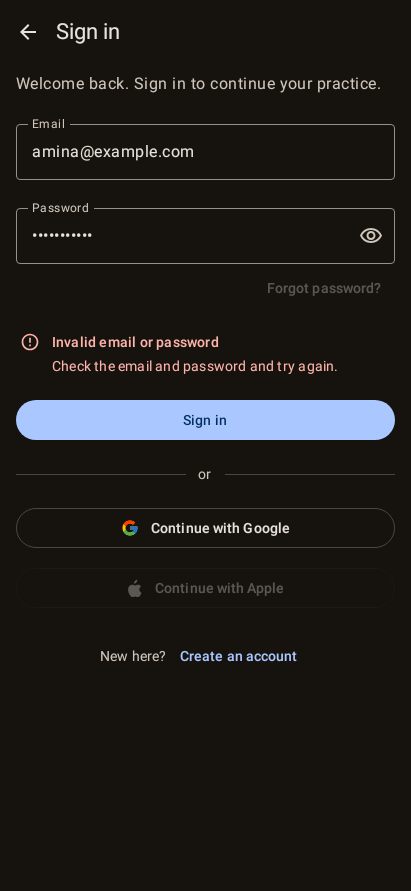 Sign in
Welcome back. Sign in to continue your practice.
Email
amina@example.com
Password
•••••••••••
Forgot password?
Invalid email or password
Check the email and password and try again.
Sign in
or
Continue with Google
Continue with Apple
New here? Create an account